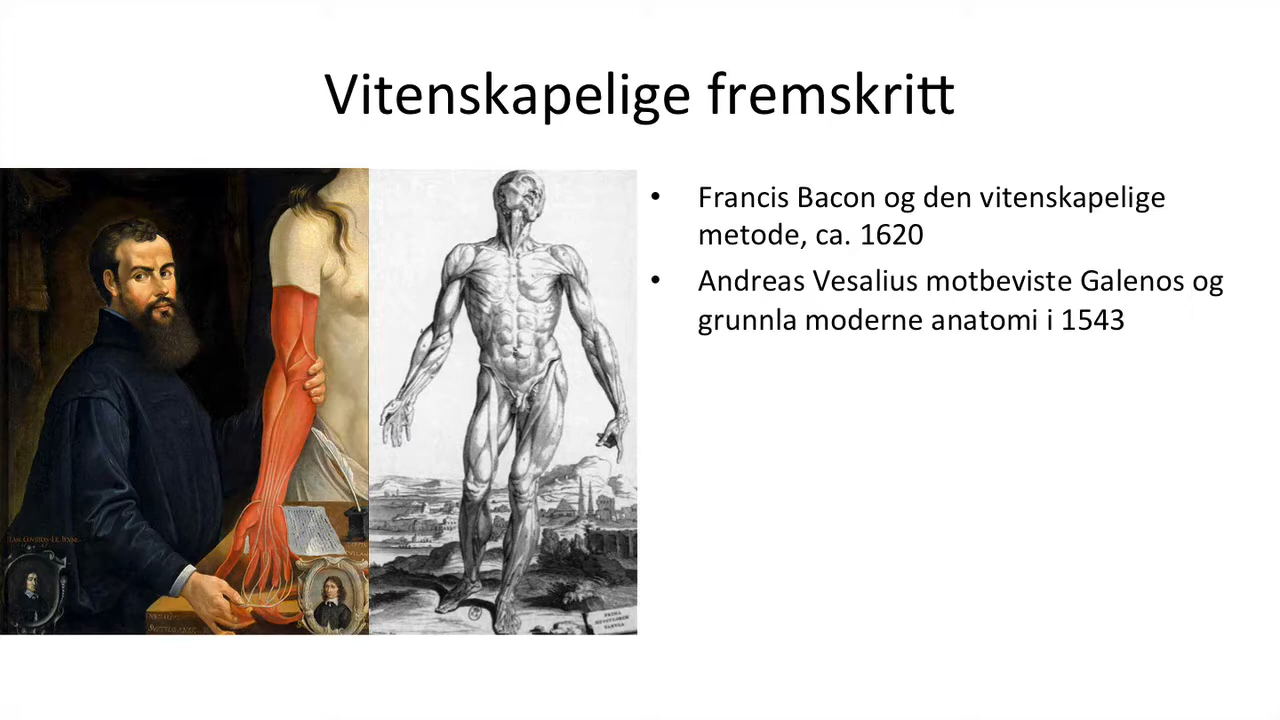 Vitenskapelige fremskritt
• Francis Bacon og den vitenskapelige
metode, ca. 1620
• Andreas Vesalius motbeviste Galenos og
grunnla moderne anatomi i 1543